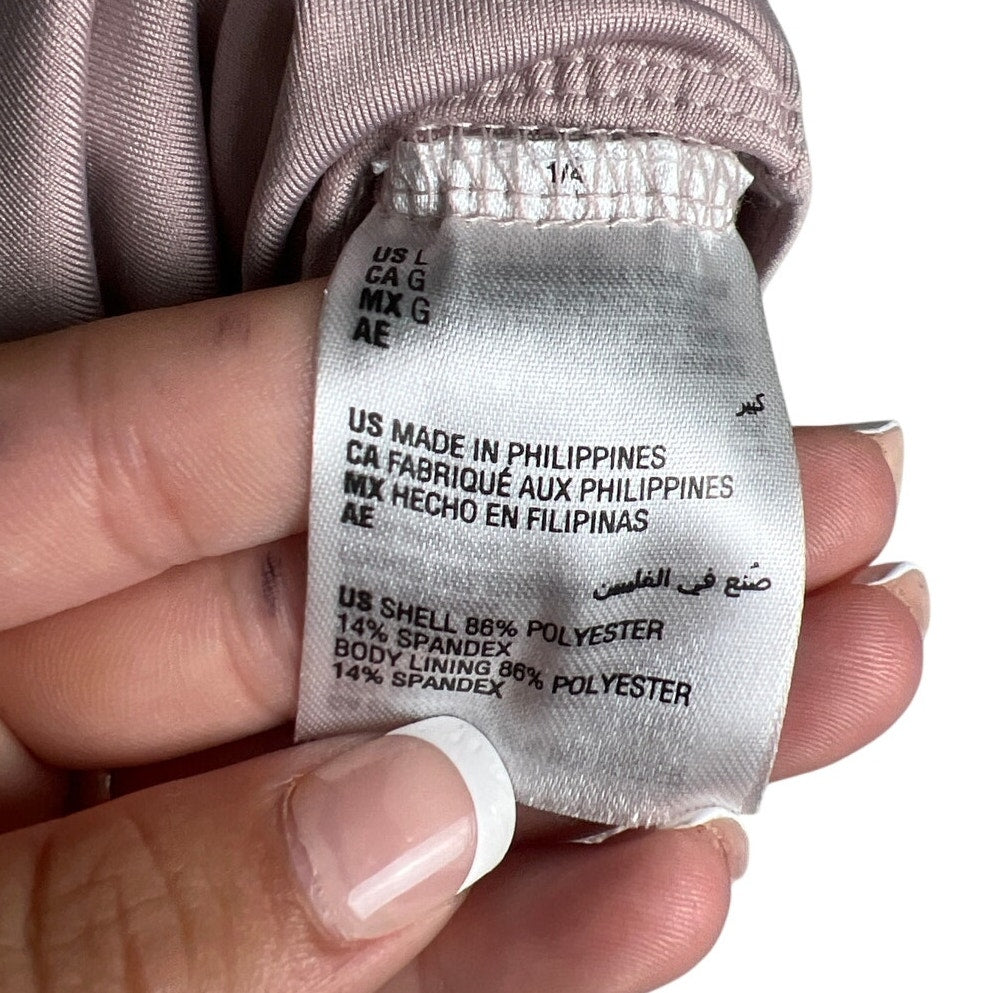 1/4
US L
CA G
MX G
AE
كبير
US MADE IN PHILIPPINES
CA FABRIQUÉ AUX PHILIPPINES
MX HECHO EN FILIPINAS
AE
صُنع في الفلبين
US SHELL 86% POLYESTER
14% SPANDEX
BODY LINING 86% POLYESTER
14% SPANDEX